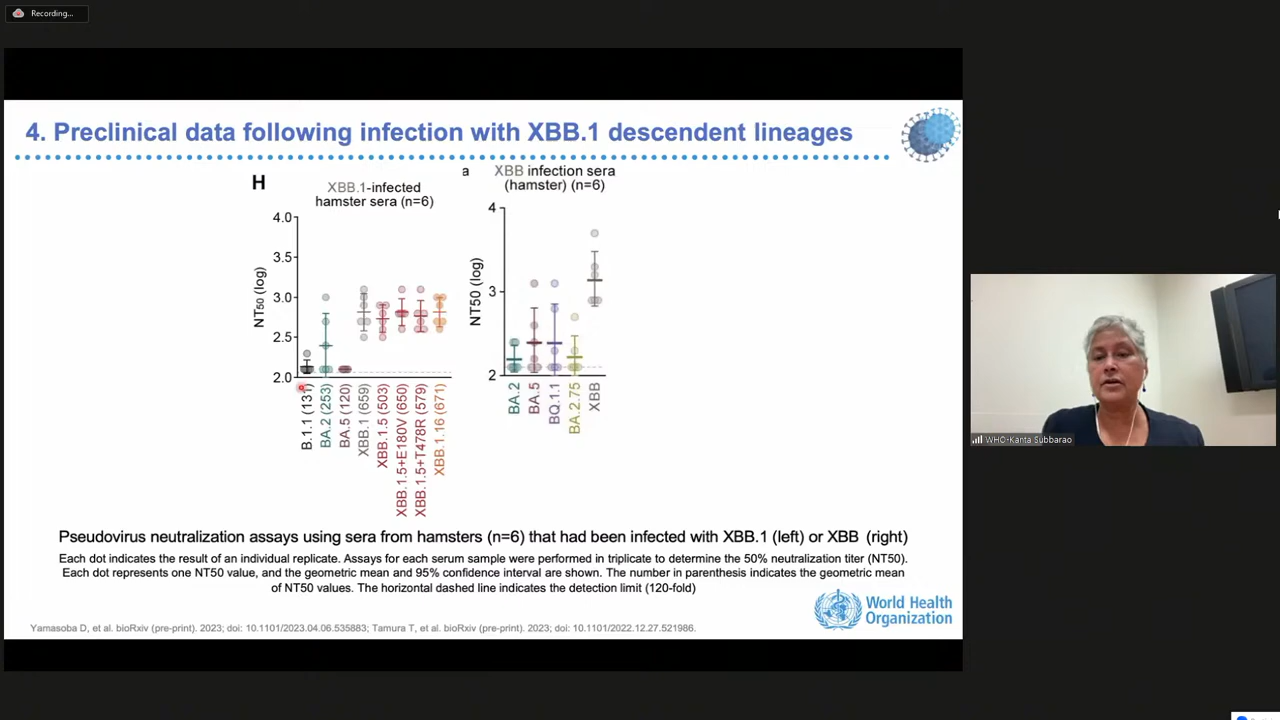 Recording...
4. Preclinical data following infection with XBB.1 descendent lineages
H
XBB.1-infected
hamster sera (n=6)
NT50 (log)
4.0
3.5
3.0
2.5
2.0
B.1.1 (131)
BA.2 (253)
BA.5 (120)
XBB.1 (659)
XBB.1.5 (503)
XBB.1.5+E180V (650)
XBB.1.5+T478R (579)
XBB.1.16 (671)
a
XBB infection sera
(hamster) (n=6)
NT50 (log)
4
3
2
BA.2
BA.5
BQ.1.1
BA.2.75
XBB
Pseudovirus neutralization assays using sera from hamsters (n=6) that had been infected with XBB.1 (left) or XBB (right)
Each dot indicates the result of an individual replicate. Assays for each serum sample were performed in triplicate to determine the 50% neutralization titer (NT50).
Each dot represents one NT50 value, and the geometric mean and 95% confidence interval are shown. The number in parenthesis indicates the geometric mean
of NT50 values. The horizontal dashed line indicates the detection limit (120-fold)
World Health
Organization
Yamasoba D, et al. bioRxiv (pre-print). 2023; doi: 10.1101/2023.04.06.535883; Tamura T, et al. bioRxiv (pre-print). 2023; doi: 10.1101/2022.12.27.521986.
WHO-Kanta Subbarao